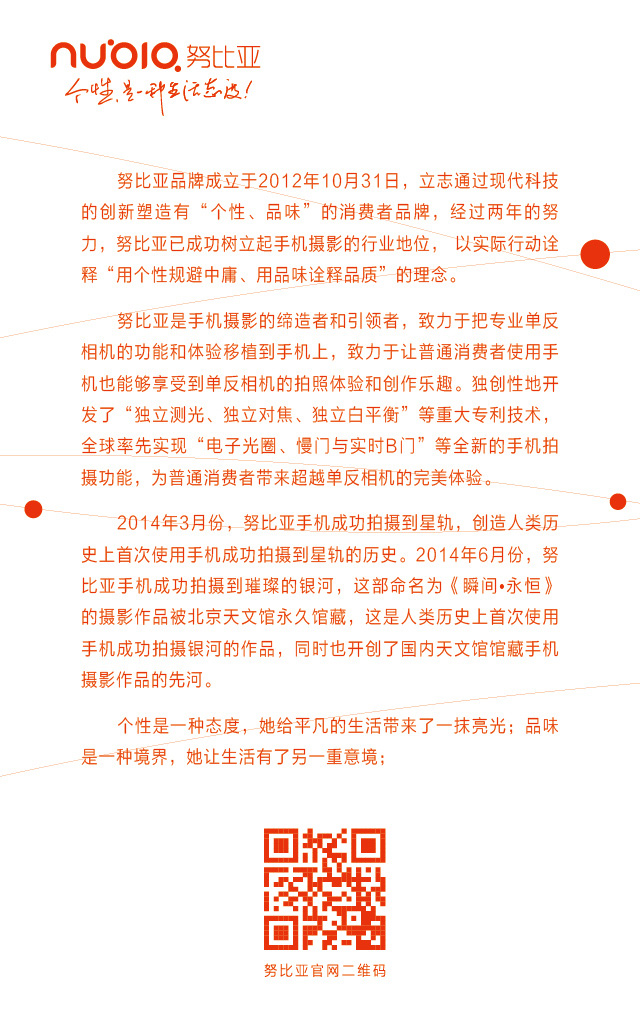 nubia 努比亚
个性,是一种生活态度!
努比亚品牌成立于2012年10月31日，立志通过现代科技
的创新塑造有“个性、品味”的消费者品牌，经过两年的努
力，努比亚已成功树立起手机摄影的行业地位， 以实际行动诠
释“用个性规避中庸、用品味诠释品质”的理念。
努比亚是手机摄影的缔造者和引领者，致力于把专业单反
相机的功能和体验移植到手机上，致力于让普通消费者使用手
机也能够享受到单反相机的拍照体验和创作乐趣。独创性地开
发了“独立测光、独立对焦、独立白平衡”等重大专利技术，
全球率先实现“电子光圈、慢门与实时B门”等全新的手机拍
摄功能，为普通消费者带来超越单反相机的完美体验。
2014年3月份，努比亚手机成功拍摄到星轨，创造人类历
史上首次使用手机成功拍摄到星轨的历史。2014年6月份，努
比亚手机成功拍摄到璀璨的银河，这部命名为《瞬间•永恒》
的摄影作品被北京天文馆永久馆藏，这是人类历史上首次使用
手机成功拍摄银河的作品，同时也开创了国内天文馆馆藏手机
摄影作品的先河。
个性是一种态度，她给平凡的生活带来了一抹亮光；品味
是一种境界，她让生活有了另一重意境；
努比亚官网二维码